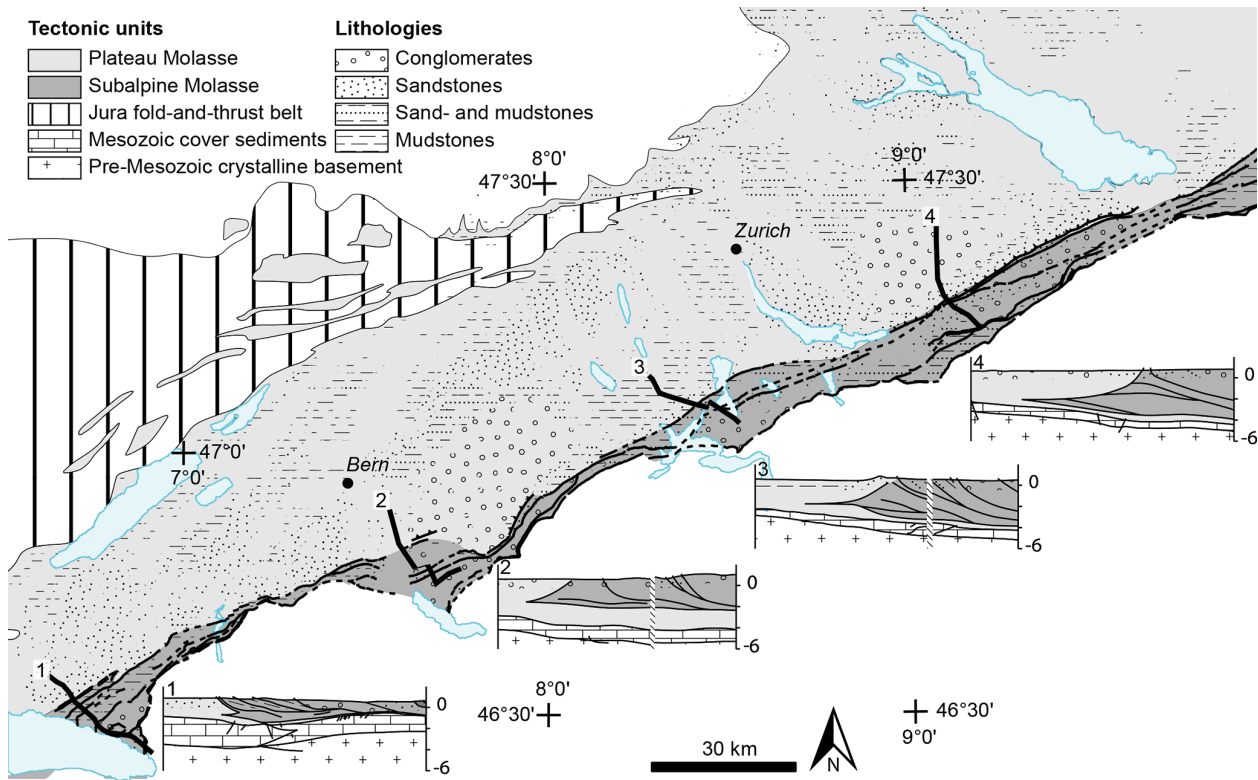 Tectonic units
Plateau Molasse
Subalpine Molasse
Jura fold-and-thrust belt
Mesozoic cover sediments
Pre-Mesozoic crystalline basement
Lithologies
Conglomerates
Sandstones
Sand- and mudstones
Mudstones
8°0'
47°30'
9°0'
47°30'
4
Zurich
3
47°0'
7°0'
Bern
2
1
4
0
-6
3
0
-6
2
0
-6
1
0
-6
8°0'
46°30'
46°30'
9°0'
30 km
N